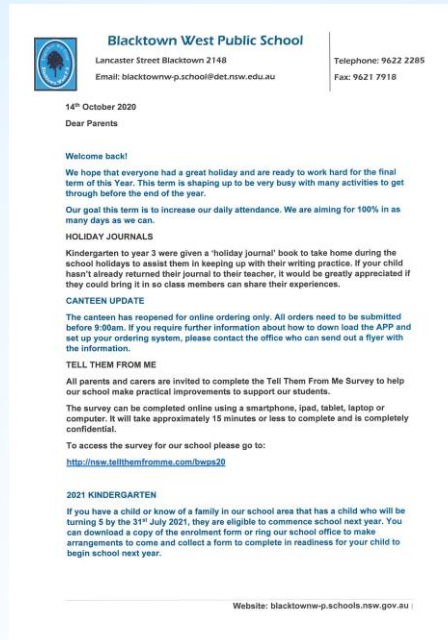 Blacktown West Public School
Lancaster Street Blacktown 2148
Telephone: 9622 2285
Email: blacktownw-p.school@det.nsw.edu.au
Fax: 9621 7918
14th October 2020
Dear Parents
Welcome back!
We hope that everyone had a great holiday and are ready to work hard for the final
term of this Year. This term is shaping up to be very busy with many activities to get
through before the end of the year.
Our goal this term is to increase our daily attendance. We are aiming for 100% in as
many days as we can.
HOLIDAY JOURNALS
Kindergarten to year 3 were given a 'holiday journal' book to take home during the
school holidays to assist them in keeping up with their writing practice. If your child
hasn't already returned their journal to their teacher, it would be greatly appreciated if
they could bring it in so class members can share their experiences.
CANTEEN UPDATE
The canteen has reopened for online ordering only. All orders need to be submitted
before 9:00am. If you require further information about how to down load the APP and
set up your ordering system, please contact the office who can send out a flyer with
the information.
TELL THEM FROM ME
All parents and carers are invited to complete the Tell Them From Me Survey to help
our school make practical improvements to support our students.
The survey can be completed online using a smartphone, ipad, tablet, laptop or
computer. It will take approximately 15 minutes or less to complete and is completely
confidential.
To access the survey for our school please go to:
http://nsw.tellthemfromme.com/bwps20
2021 KINDERGARTEN
If you have a child or know of a family in our school area that has a child who will be
turning 5 by the 31st July 2021, they are eligible to commence school next year. You
can download a copy of the enrolment form or ring our school office to make
arrangements to come and collect a form to complete in readiness for your child to
begin school next year.
Website: blacktownw-p.schools.nsw.gov.au |